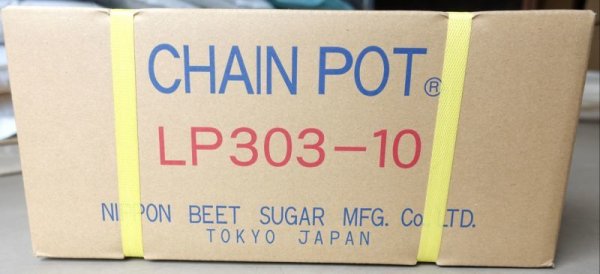 CHAIN POT®
LP303-10
NIPPON BEET SUGAR MFG. Co. LTD.
TOKYO JAPAN